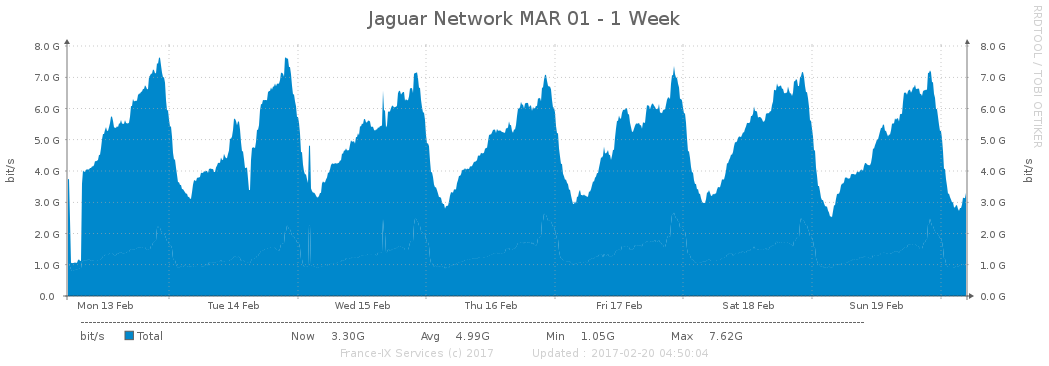 Jaguar Network MAR 01 - 1 Week
RRDTOOL / TOBI OETIKER
8.0 G 8.0 G
7.0 G 7.0 G
6.0 G 6.0 G
5.0 G 5.0 G
4.0 G 4.0 G
3.0 G 3.0 G
2.0 G 2.0 G
1.0 G 1.0 G
0.0 0.0 G
bit/s
bit/s
Mon 13 Feb Tue 14 Feb Wed 15 Feb Thu 16 Feb Fri 17 Feb Sat 18 Feb Sun 19 Feb
bit/s Total Now 3.30G Avg 4.99G Min 1.05G Max 7.62G
France-IX Services (c) 2017 Updated : 2017-02-20 04:50:04